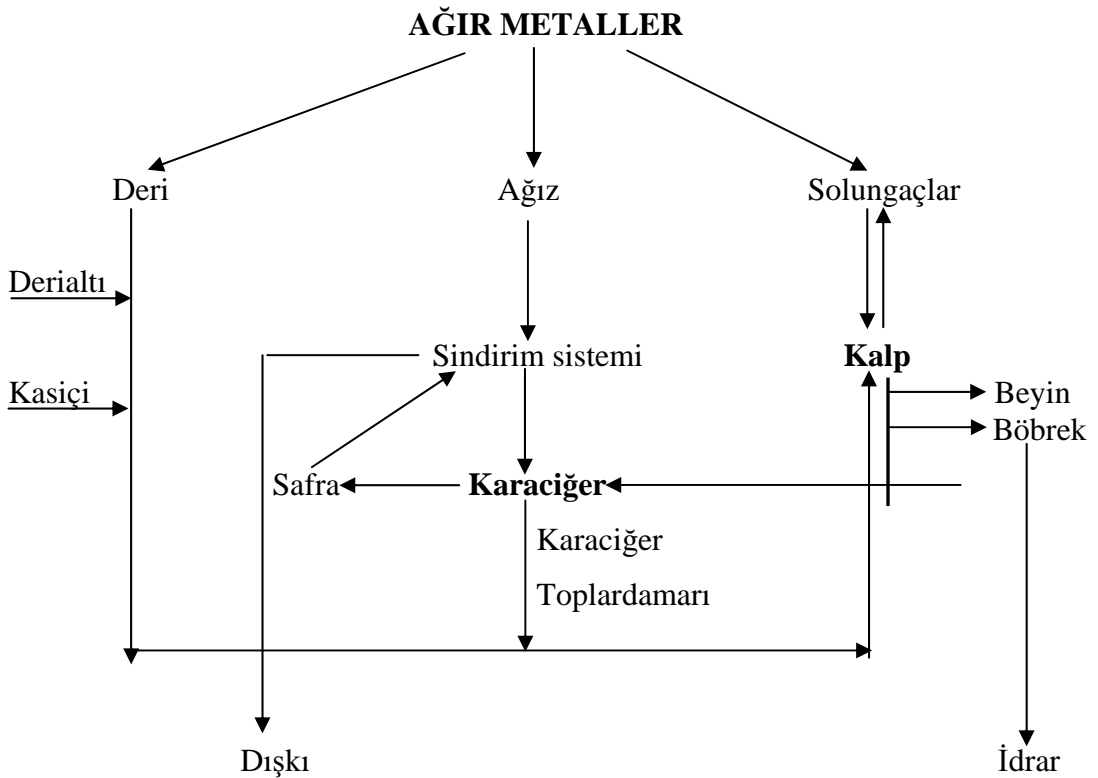 AĞIR METALLER
Deri
Ağız
Solungaçlar
Derialtı
Sindirim sistemi
Kalp
Kasiçi
Beyin
Böbrek
Safra
Karaciğer
Karaciğer
Toplardamarı
Dışkı
İdrar